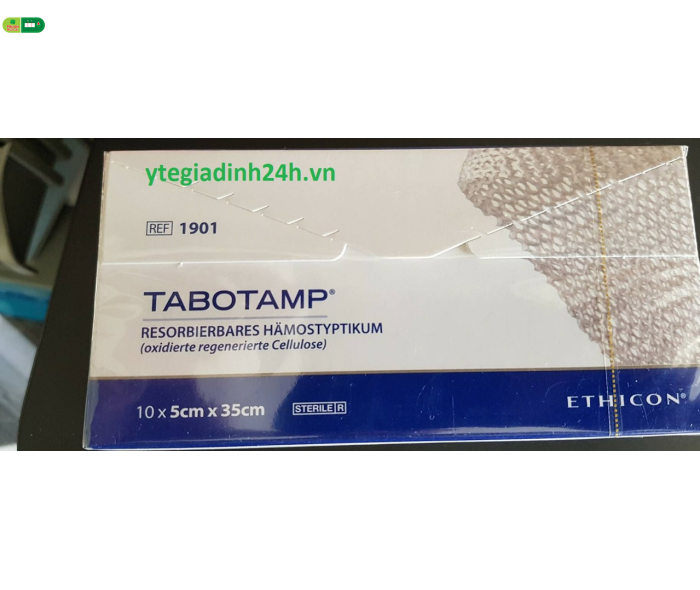 ytegiadinh24h.vn
REF 1901
TABOTAMP®
RESORBIERBARES HÄMOSTYPTIKUM
(oxidierte regenerierte Cellulose)
10 x 5cm x 35cm STERILE R
ETHICON®